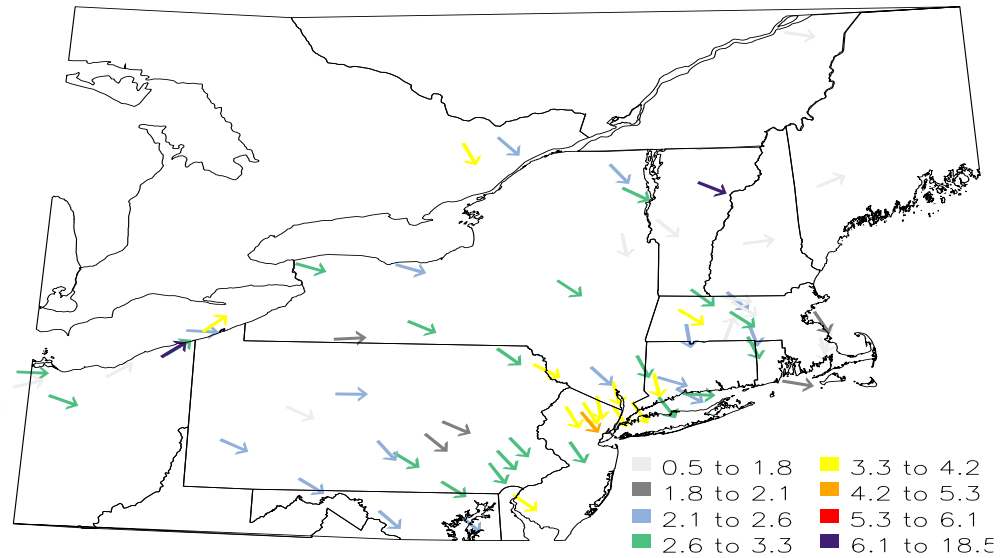 0.5 to 1.8
1.8 to 2.1
2.1 to 2.6
2.6 to 3.3
3.3 to 4.2
4.2 to 5.3
5.3 to 6.1
6.1 to 18.5